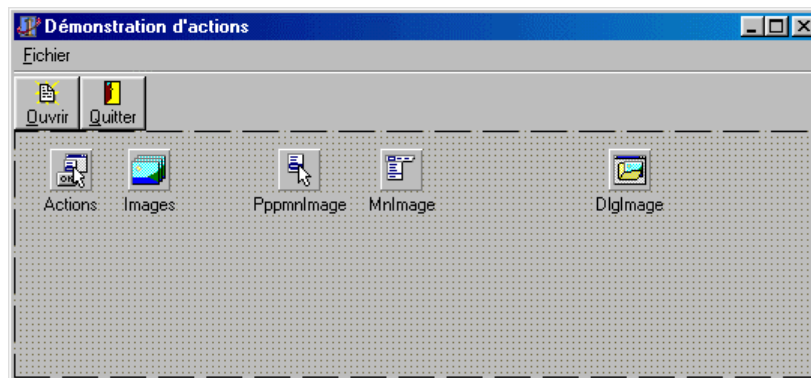 Démonstration d'actions
Fichier
Ouvrir Quitter
Actions Images PppmnImage MnImage DlgImage